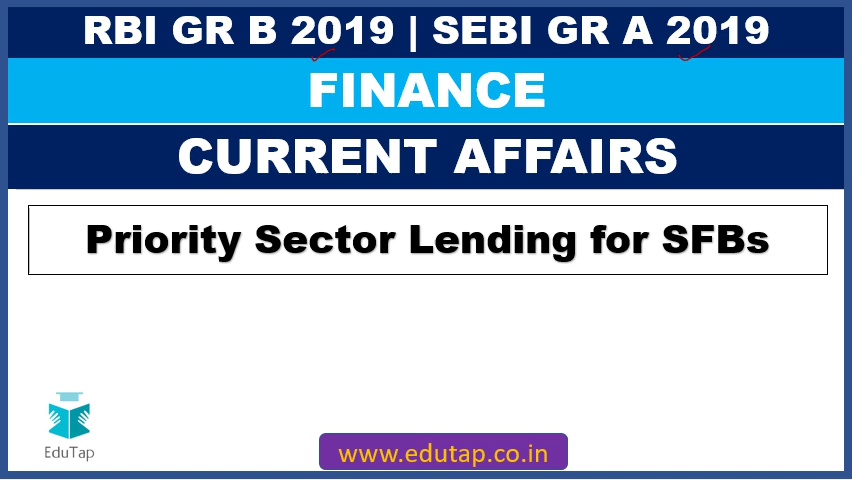 RBI GR B 2019 | SEBI GR A 2019
FINANCE
CURRENT AFFAIRS
Priority Sector Lending for SFBs
EduTap
www.edutap.co.in